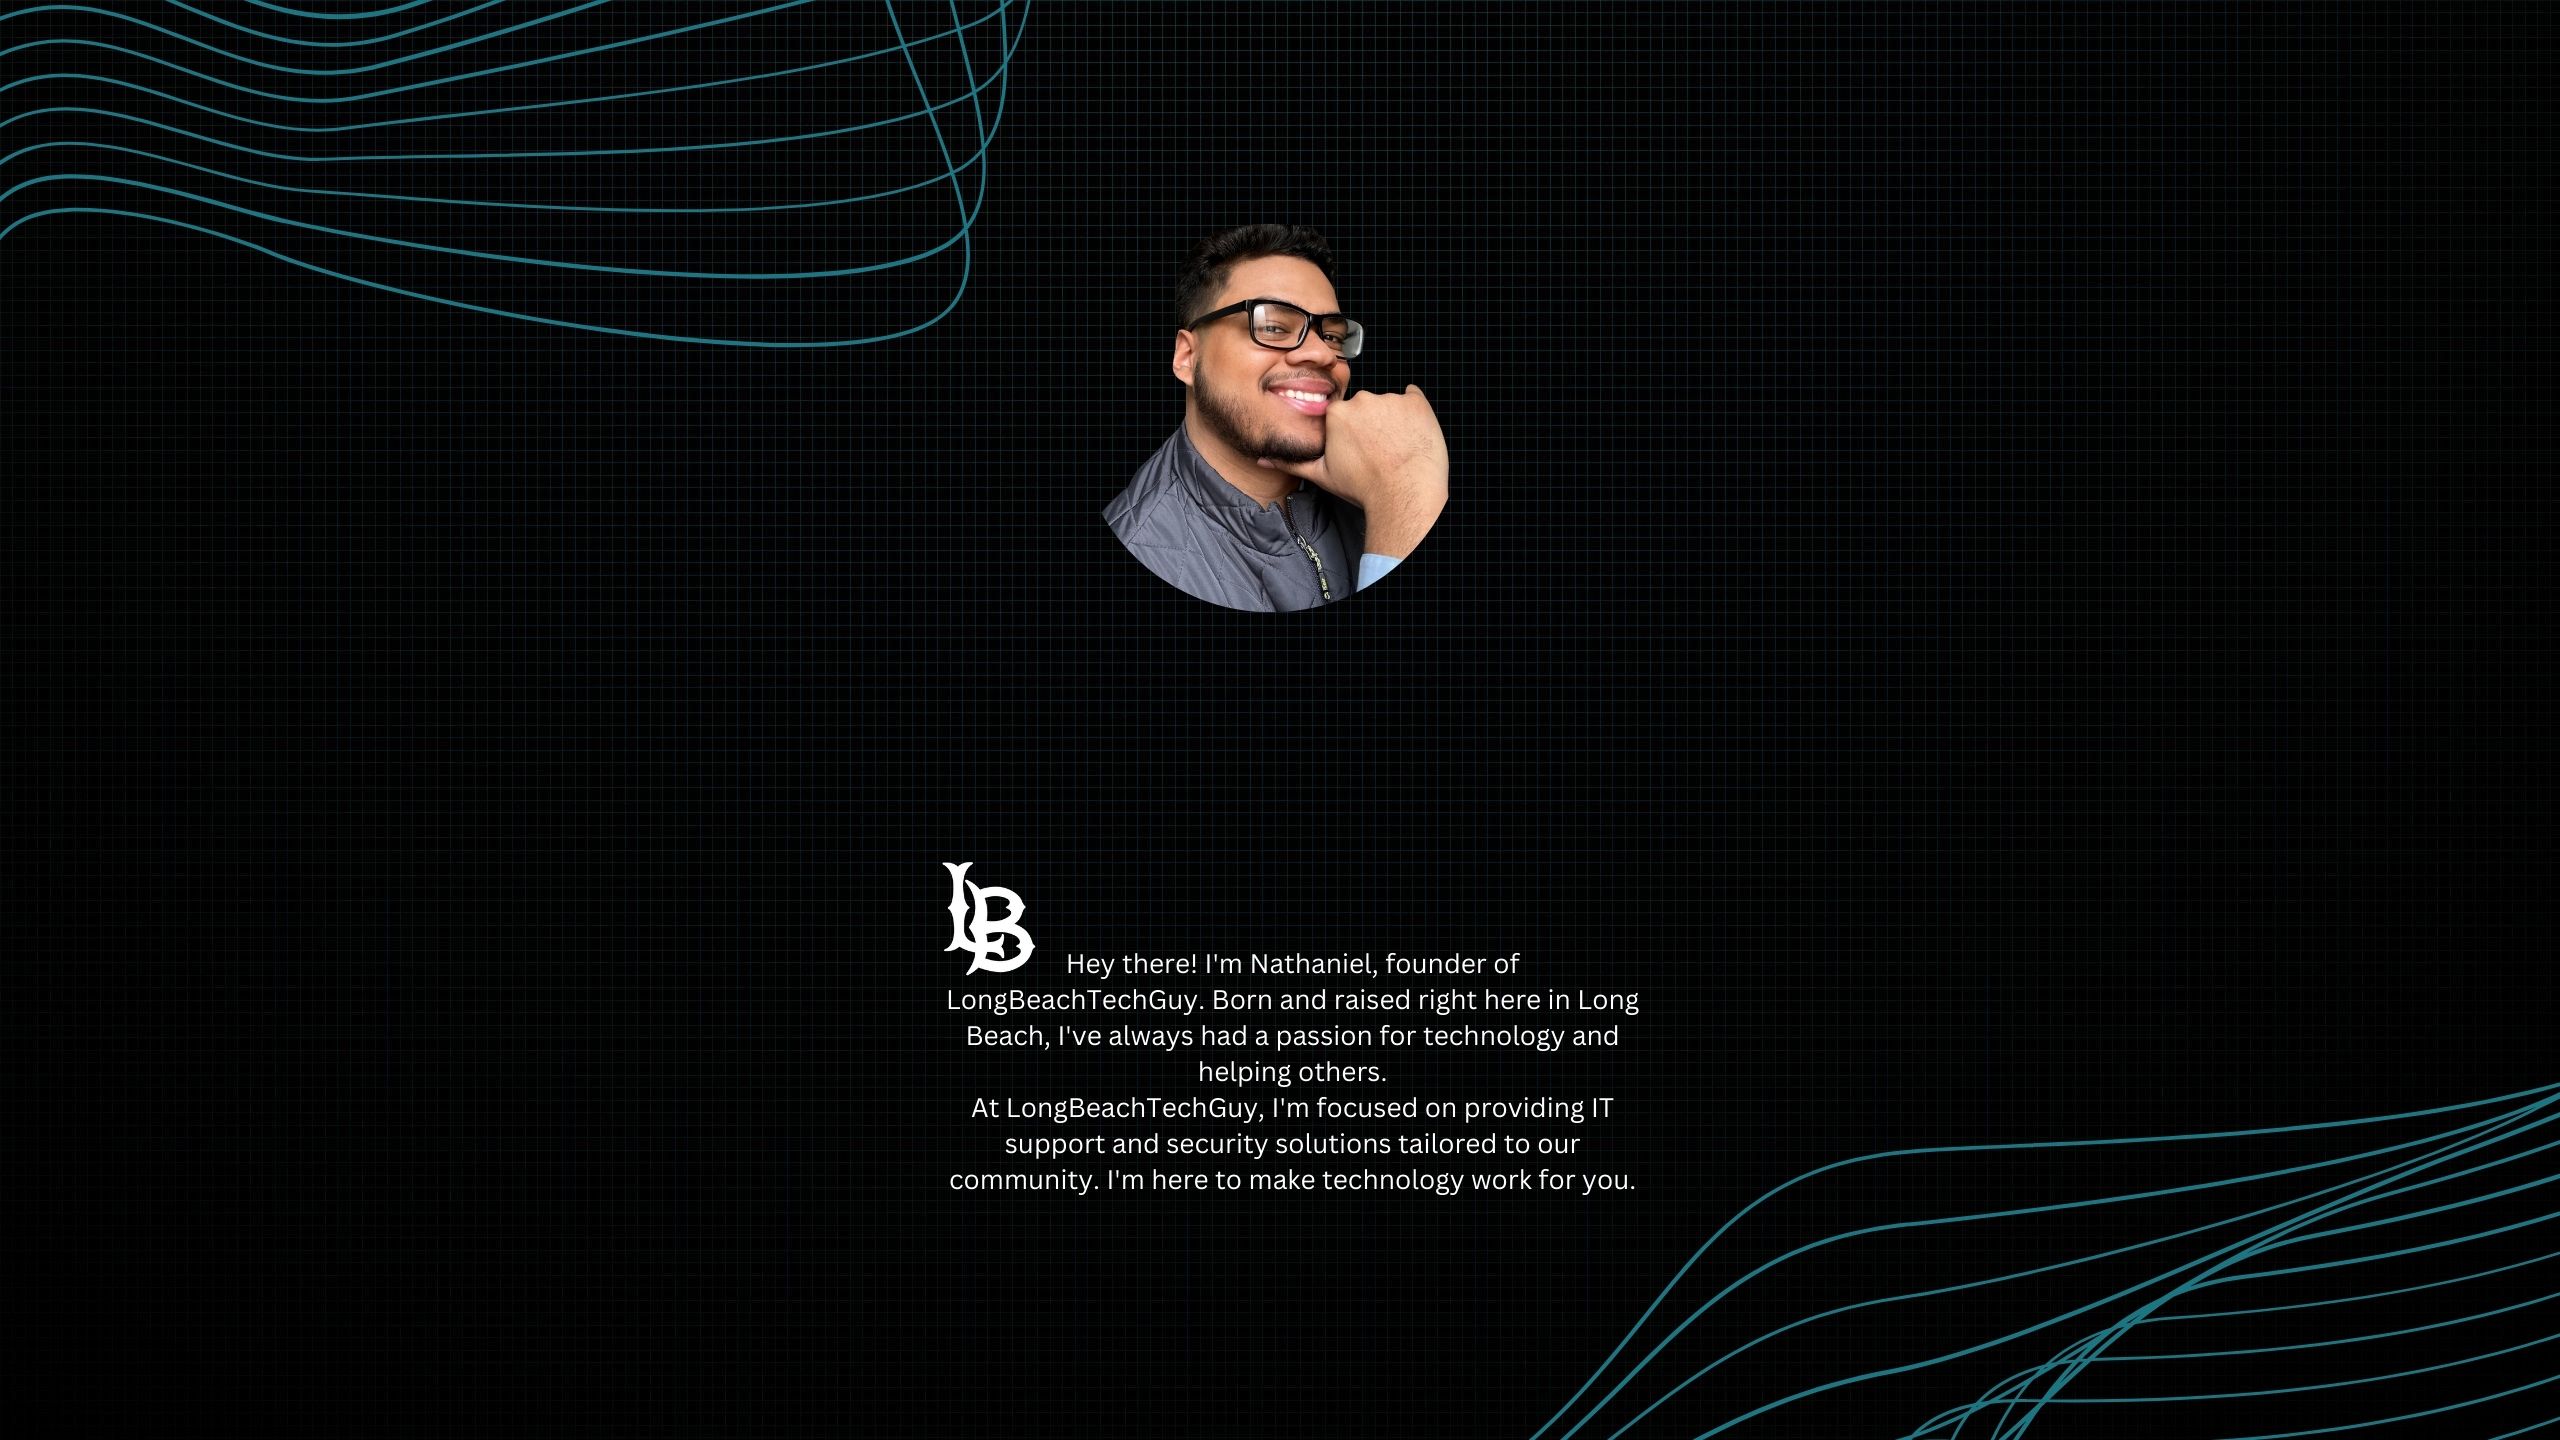 LB
Hey there! I'm Nathaniel, founder of
LongBeachTechGuy. Born and raised right here in Long
Beach, I've always had a passion for technology and
helping others.
At LongBeachTechGuy, I'm focused on providing IT
support and security solutions tailored to our
community. I'm here to make technology work for you.